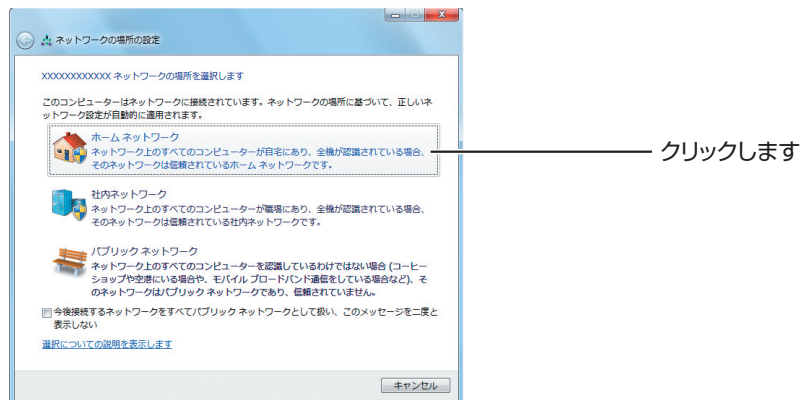 ネットワークの場所の設定
XXXXXXXXXXXX ネットワークの場所を選択します
このコンピューターはネットワークに接続されています。ネットワークの場所に基づいて、正しいネ
ットワーク設定が自動的に適用されます。
ホーム ネットワーク
ネットワーク上のすべてのコンピューターが自宅にあり、全機が認識されている場合、
そのネットワークは信頼されているホーム ネットワークです。
クリックします
社内ネットワーク
ネットワーク上のすべてのコンピューターが職場にあり、全機が認識されている場合、
そのネットワークは信頼されている社内ネットワークです。
パブリック ネットワーク
ネットワーク上のすべてのコンピューターを認識しているわけではない場合 (コーヒー
ショップや空港にいる場合や、モバイル ブロードバンド通信をしている場合など)、そ
のネットワークはパブリック ネットワークであり、信頼されていません。
今後接続するネットワークをすべてパブリック ネットワークとして扱い、このメッセージを二度と
表示しない
選択についての説明を表示します
キャンセル